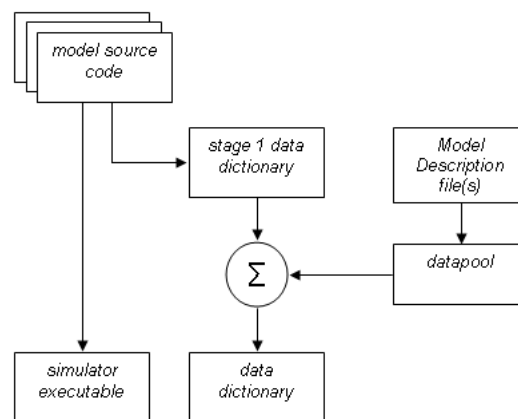 model source
code
stage 1 data
dictionary
Model
Description
file(s)
Σ
datapool
simulator
executable
data
dictionary